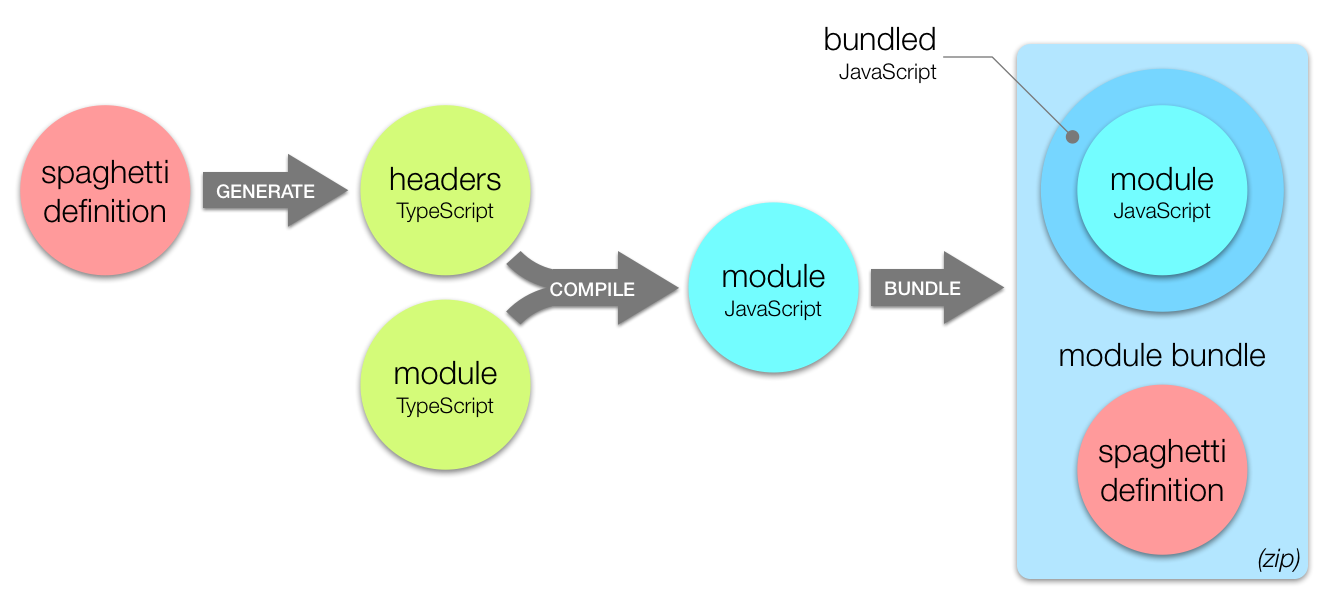 spaghetti
definition
GENERATE
headers
TypeScript
module
TypeScript
COMPILE
module
JavaScript
BUNDLE
bundled
JavaScript
module
JavaScript
module bundle
spaghetti
definition
(zip)